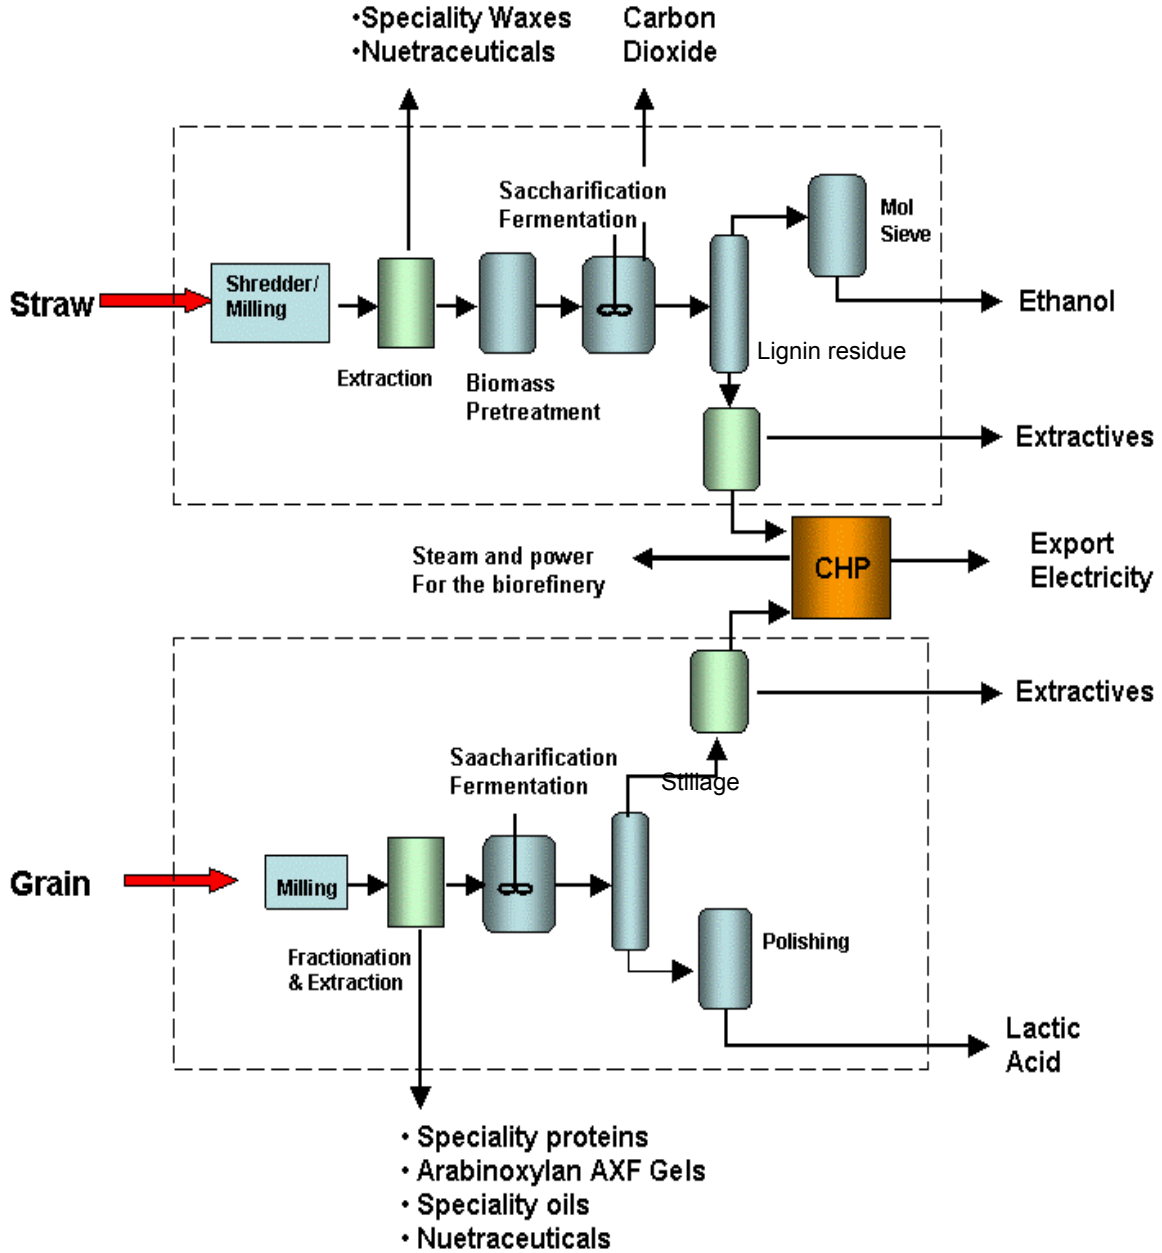 •Speciality Waxes
•Nuetraceuticals
Carbon
Dioxide
Saccharification
Fermentation
Mol
Sieve
Straw
Shredder/
Milling
Ethanol
Lignin residue
Extraction
Biomass
Pretreatment
Extractives
Steam and power
For the biorefinery
CHP
Export
Electricity
Extractives
Saacharification
Fermentation
Stillage
Grain
Milling
Fractionation
& Extraction
Polishing
Lactic
Acid
• Speciality proteins
• Arabinoxylan AXF Gels
• Speciality oils
• Nuetraceuticals